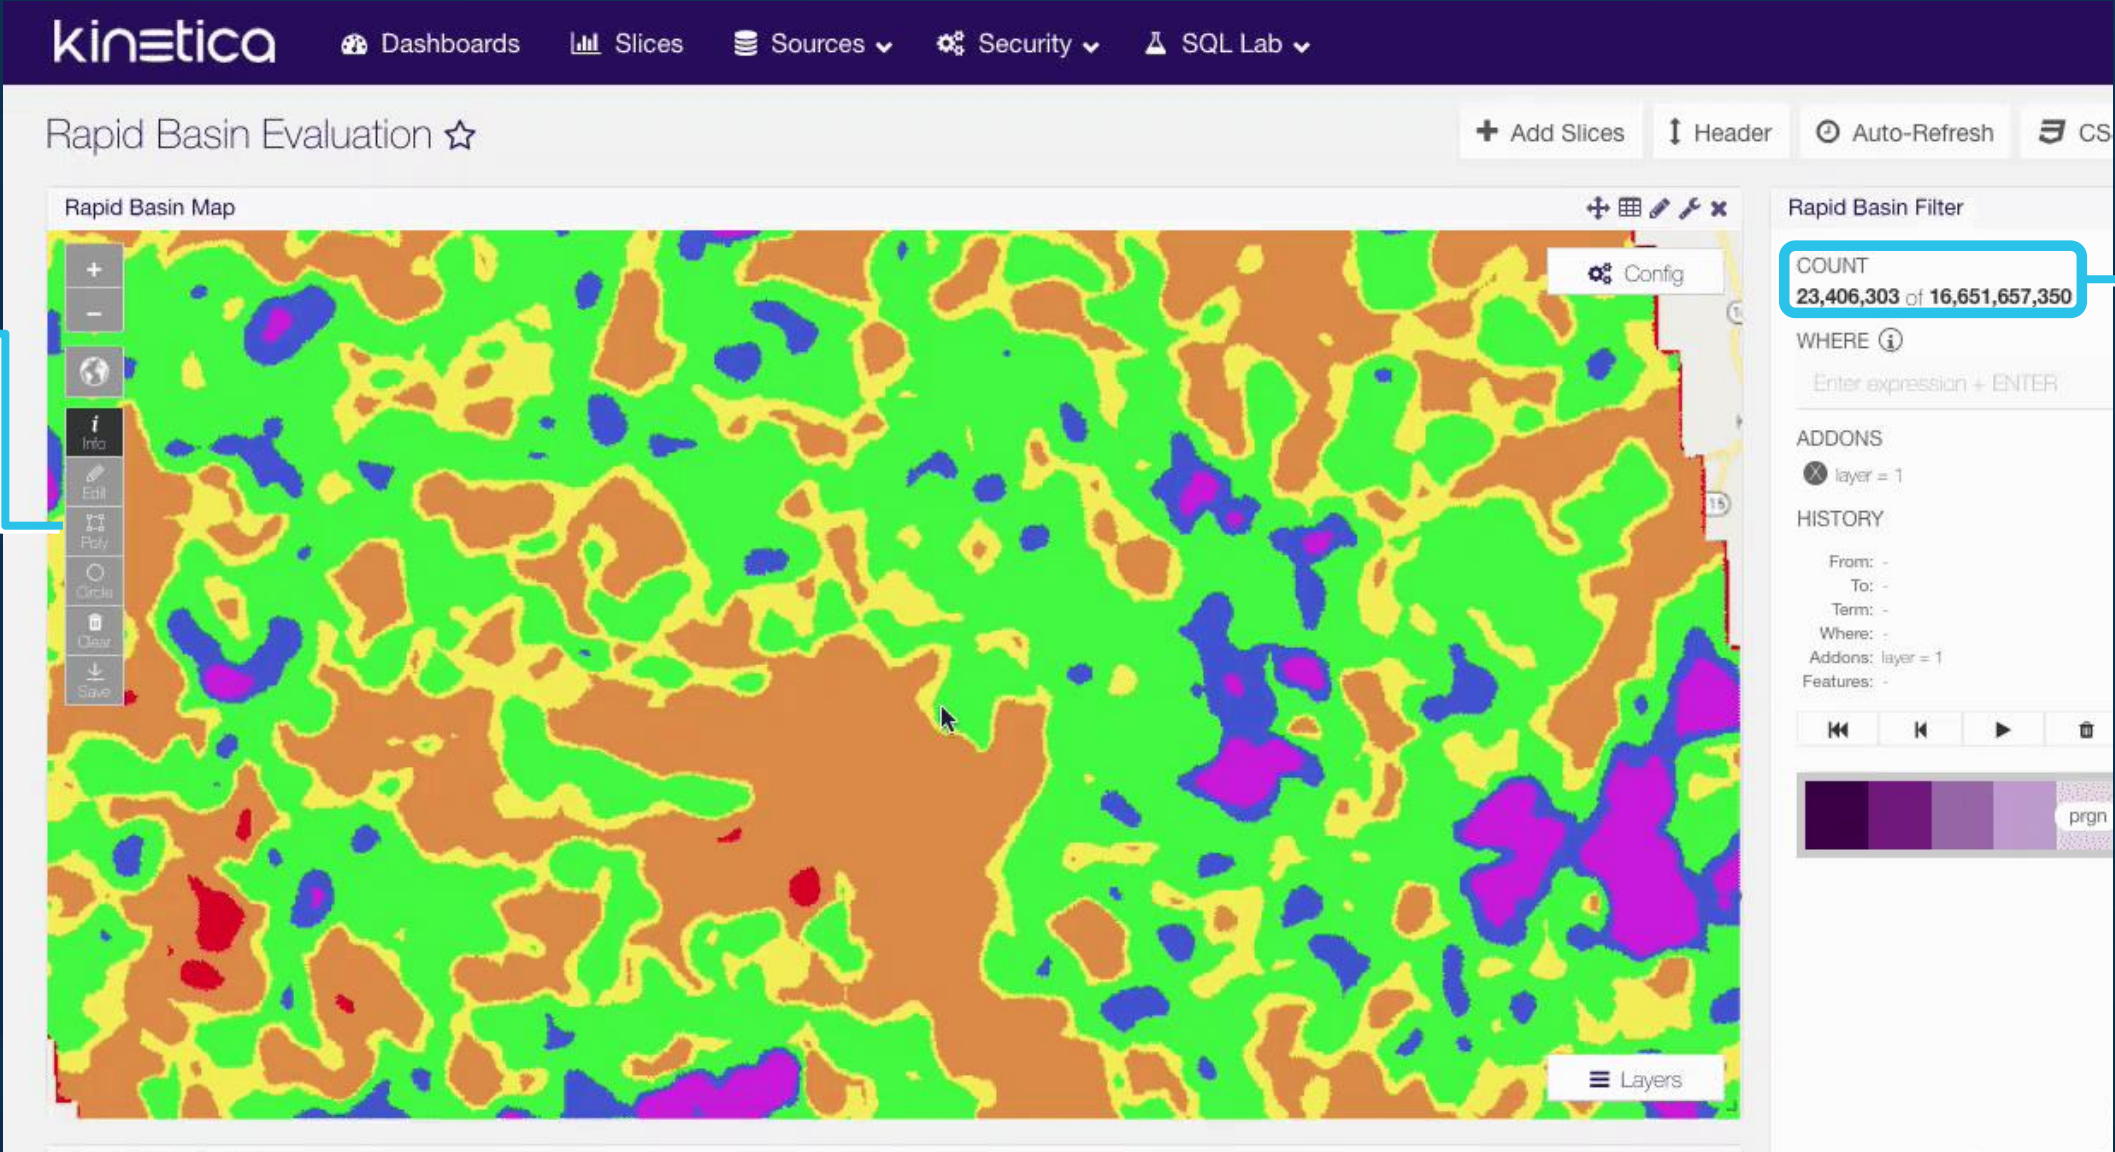 kinetica
Dashboards
Slices
Sources
Security
SQL Lab
Rapid Basin Evaluation
Add Slices
Header
Auto-Refresh
CS
Rapid Basin Map
Config
+
−
i
Info
Edit
Poly
Circle
Clear
Save
15
Layers
Rapid Basin Filter
COUNT
23,406,303 of 16,651,657,350
WHERE
Enter expression + ENTER
ADDONS
X layer = 1
HISTORY
From: -
To: -
Term: -
Where: -
Addons: layer = 1
Features: -
prgn